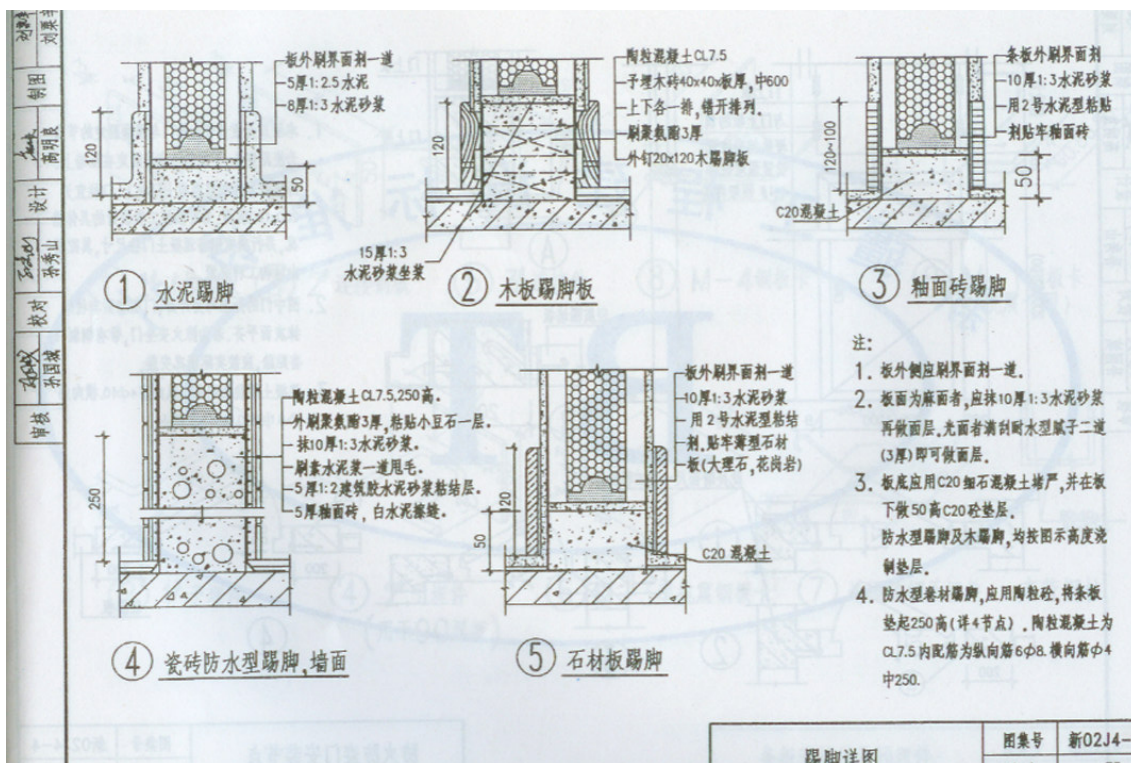 板外刷界面剂一道
5厚1:2.5水泥
8厚1:3水泥砂浆
120
50
① 水泥踢脚
陶粒混凝土CL7.5
子埋木砖40x40x板厚,中600
上下各一排,错开排列
刷聚氨酯3厚
外钉20x120木踢脚板
120
15厚1:3
水泥砂浆坐浆
② 木板踢脚板
条板外刷界面剂
10厚1:3水泥砂浆
用2号水泥型粘贴
剂贴牢釉面砖
120~100
50
C20混凝土
③ 釉面砖踢脚
陶粒混凝土CL7.5,250高.
外刷聚氨酯3厚,粘贴小豆石一层.
抹10厚1:3水泥砂浆.
刷素水泥浆一道甩毛.
5厚1:2建筑胶水泥砂浆粘结层.
5厚釉面砖, 白水泥擦缝.
250
④ 瓷砖防水型踢脚,墙面
板外刷界面剂一道
10厚1:3水泥砂浆
用2号水泥型粘结
剂.贴牢薄型石材
板(大理石,花岗岩)
120
50
C20 混凝土
⑤ 石材板踢脚
注:
1. 板外侧应刷界面剂一道.
2. 板面为麻面者,应抹10厚1:3水泥砂浆
再做面层.光面者满刮耐水型腻子二道
(3厚)即可做面层.
3. 板底应用C20细石混凝土堵严,并在板
下做50高C20砼垫层.
防水型踢脚及木踢脚,均按图示高度浇
制垫层.
4. 防水型卷材踢脚,应用陶粒砼,将条板
垫起250高(详4节点).陶粒混凝土为
CL7.5内配筋为纵向筋6φ8.横向筋φ4
中250.
踢脚详图
图集号 新02J4-
刘栗丰
制图
高明良
设计
孙秀山
校对
孙国城
审核